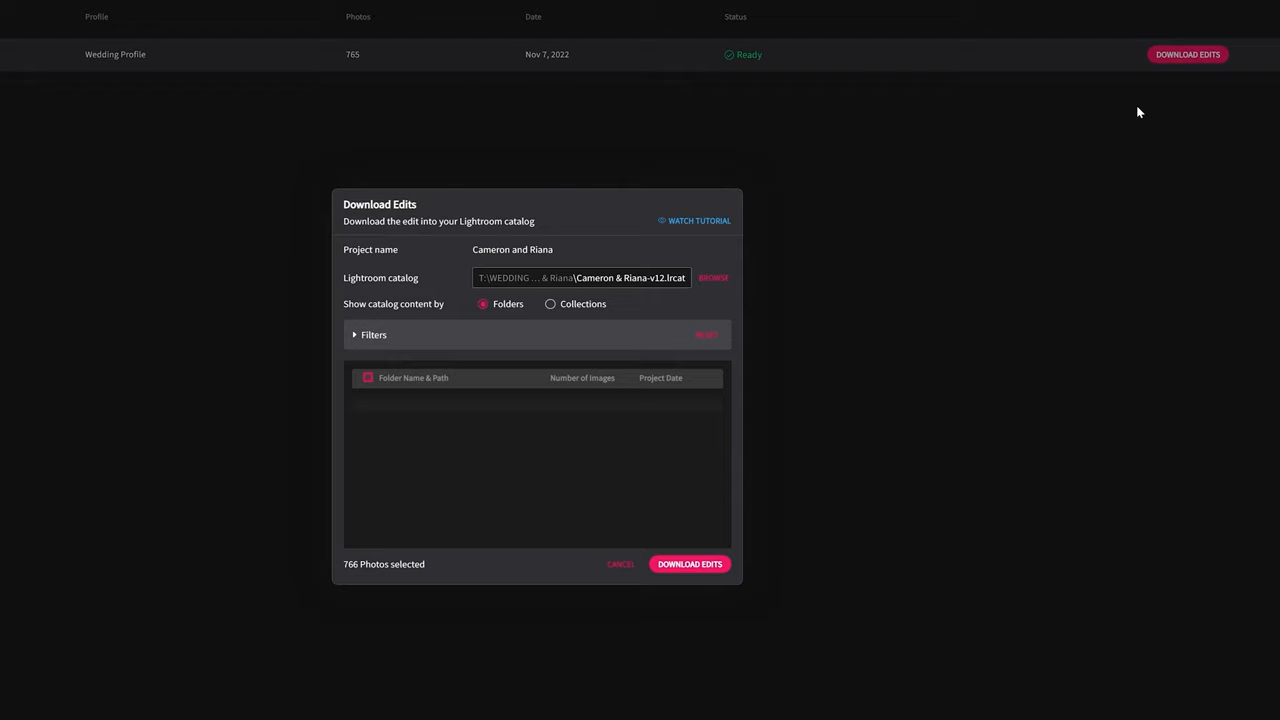 Profile Photos Date Status
Wedding Profile 765 Nov 7, 2022 Ready DOWNLOAD EDITS
Download Edits
Download the edit into your Lightroom catalog WATCH TUTORIAL
Project name Cameron and Riana
Lightroom catalog T:\WEDDING ... & Riana\Cameron & Riana-v12.lrcat BROWSE
Show catalog content by Folders Collections
Filters RESET
Folder Name & Path Number of Images Project Date
766 Photos selected CANCEL DOWNLOAD EDITS